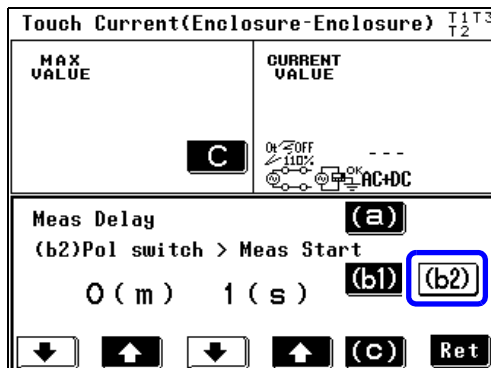 Touch Current(Enclosure-Enclosure) T1T3
T2
MAX
VALUE
CURRENT
VALUE
C
OFF
110%
---
OK
AC+DC
Meas Delay
(a)
(b2)Pol switch > Meas Start
0(m) 1(s)
(b1) (b2)
(c) Ret